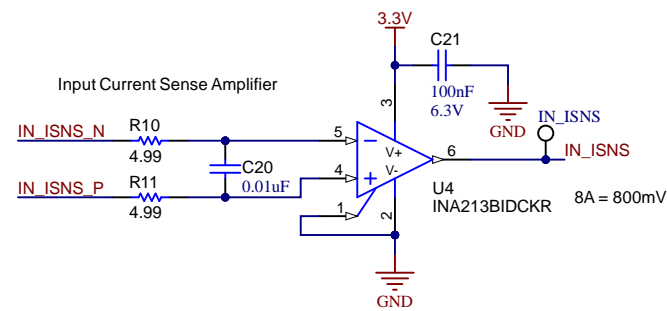 3.3V
C21
100nF
6.3V
GND
Input Current Sense Amplifier
IN_ISNS_N
R10
4.99
C20
0.01uF
IN_ISNS_P
R11
4.99
5
4
1
3
2
6
V+
V-
U4
INA213BIDCKR
IN_ISNS
IN_ISNS
8A = 800mV
GND